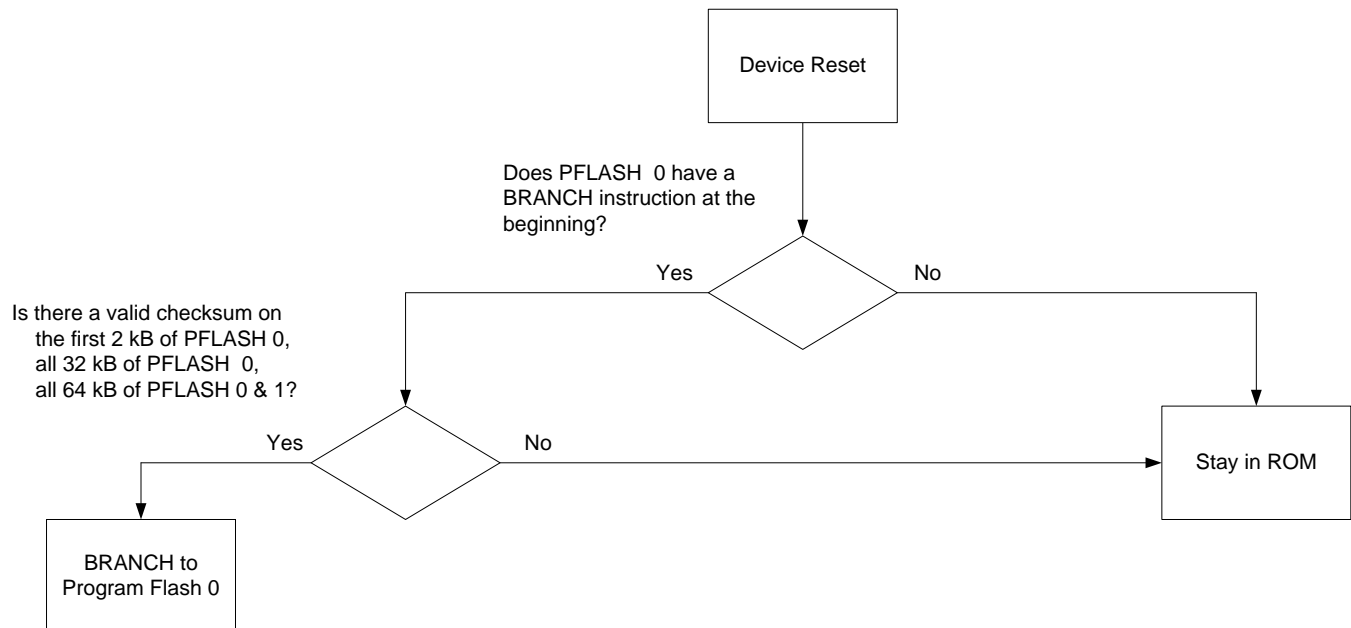 Device Reset
Does PFLASH 0 have a
BRANCH instruction at the
beginning?
Yes
No
Is there a valid checksum on
the first 2 kB of PFLASH 0,
all 32 kB of PFLASH 0,
all 64 kB of PFLASH 0 & 1?
Yes
No
Stay in ROM
BRANCH to
Program Flash 0